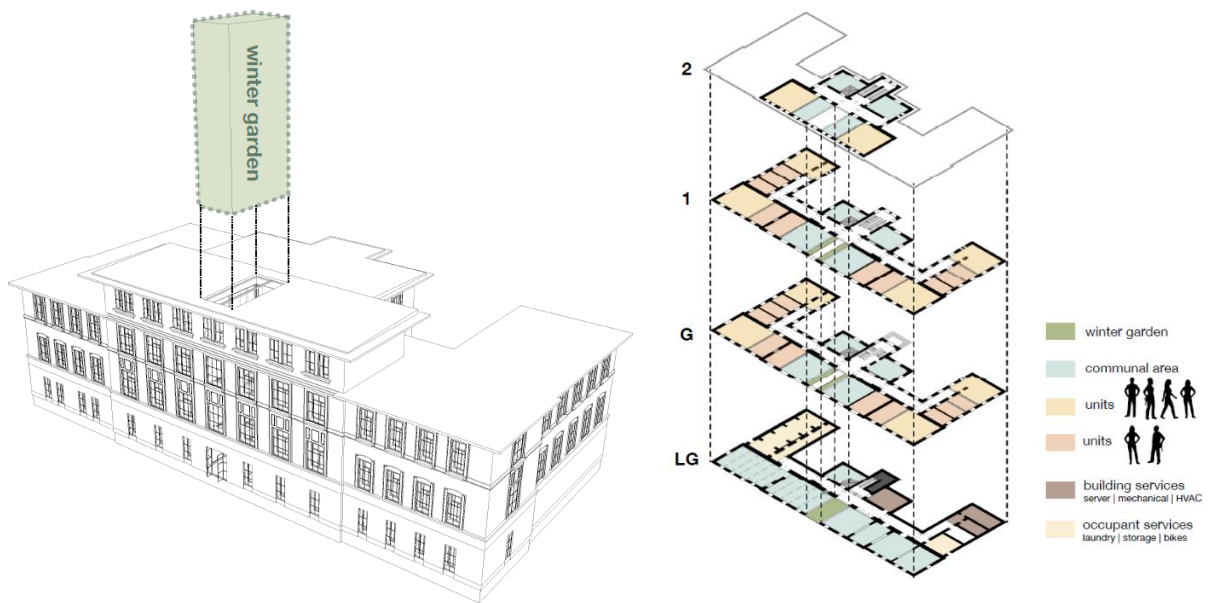 winter garden
2
1
G
LG
winter garden
communal area
units
units
building services
server | mechanical | HVAC
occupant services
laundry | storage | bikes